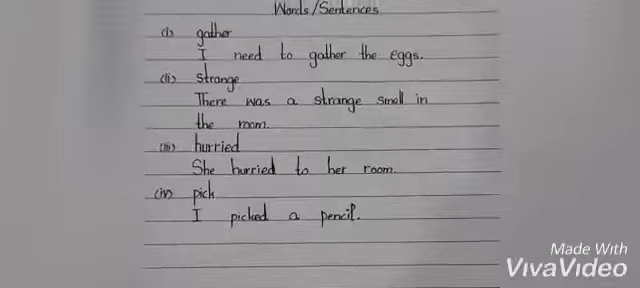 Words/Sentences
(i) gather
I need to gather the eggs.
(ii) strange
There was a strange smell in
the room.
(iii) hurried
She hurried to her room.
(iv) pick
I picked a pencil.
Made With
VivaVideo